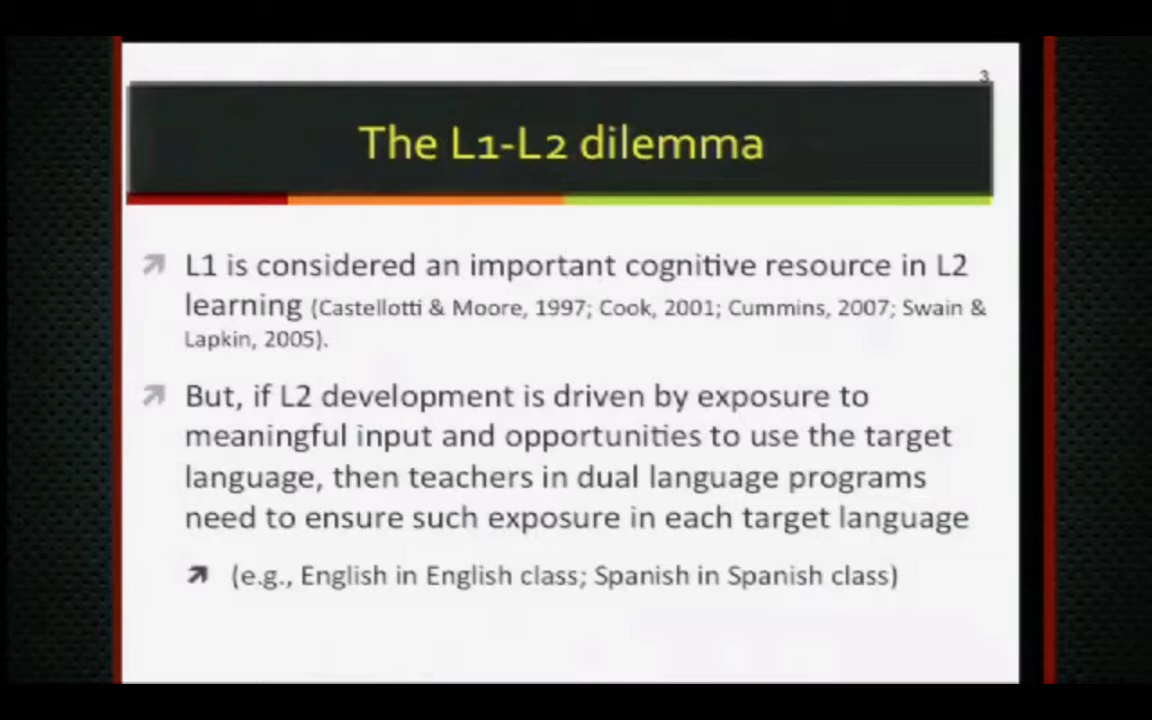 3
The L1-L2 dilemma
L1 is considered an important cognitive resource in L2
learning (Castellotti & Moore, 1997; Cook, 2001; Cummins, 2007; Swain &
Lapkin, 2005).
But, if L2 development is driven by exposure to
meaningful input and opportunities to use the target
language, then teachers in dual language programs
need to ensure such exposure in each target language
(e.g., English in English class; Spanish in Spanish class)